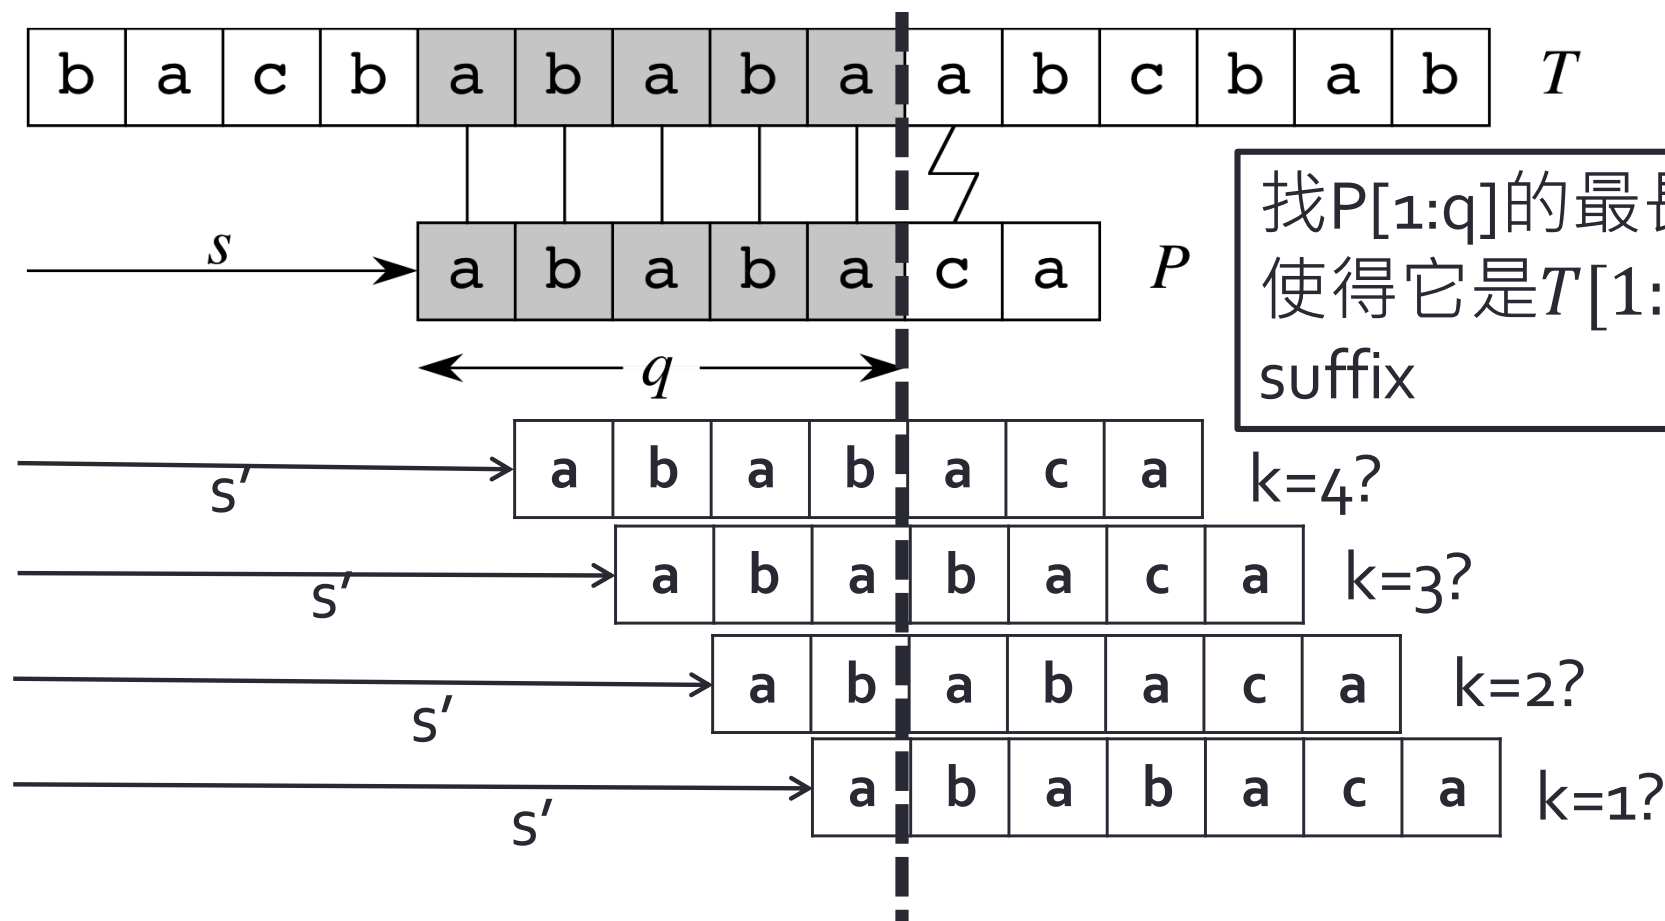 b a c b a b a b a a b c b a b T
s a b a b a c a P
找P[1:q]的最
使得它是T[1:
suffix
q
s' a b a b a c a k=4?
s' a b a b a c a k=3?
s' a b a b a c a k=2?
s' a b a b a c a k=1?